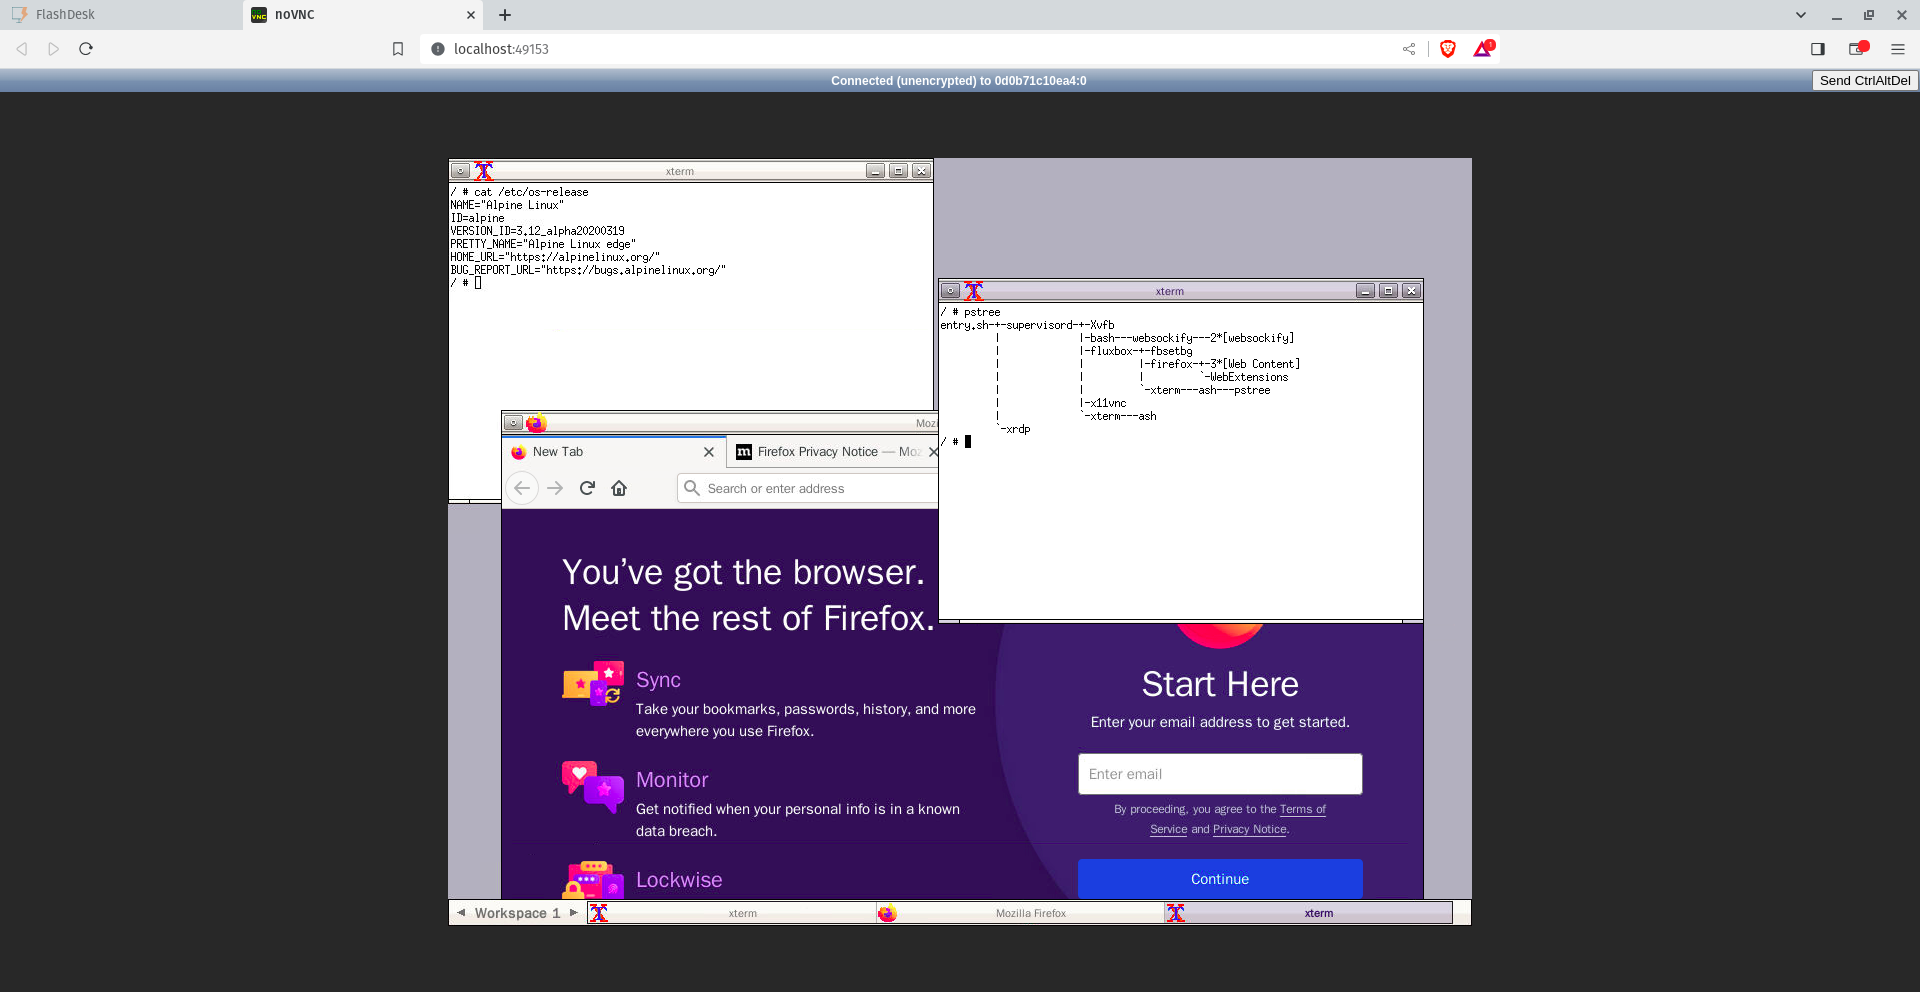 FlashDesk
noVNC
localhost:49153
Connected (unencrypted) to 0d0b71c10ea4:0
Send CtrlAltDel
xterm
/ # cat /etc/os-release
NAME="Alpine Linux"
ID=alpine
VERSION_ID=3.12_alpha20200319
PRETTY_NAME="Alpine Linux edge"
HOME_URL="https://alpinelinux.org/"
BUG_REPORT_URL="https://bugs.alpinelinux.org/"
/ #
xterm
/ # pstree
entry.sh-+-supervisord-+-Xvfb
         |             |-bash---websockify---2*[websockify]
         |             |-fluxbox-+-fbsetbg
         |             |         |-firefox-+-3*[Web Content]
         |             |         |         `-WebExtensions
         |             |         `-xterm---ash---pstree
         |             |-x11vnc
         |             `-xterm---ash
         `-xrdp
/ #
Mozi
New Tab
Firefox Privacy Notice — Moz
Search or enter address
You’ve got the browser.
Meet the rest of Firefox.
Sync
Take your bookmarks, passwords, history, and more
everywhere you use Firefox.
Monitor
Get notified when your personal info is in a known
data breach.
Lockwise
Start Here
Enter your email address to get started.
Enter email
By proceeding, you agree to the Terms of
Service and Privacy Notice.
Continue
Workspace 1
xterm
Mozilla Firefox
xterm